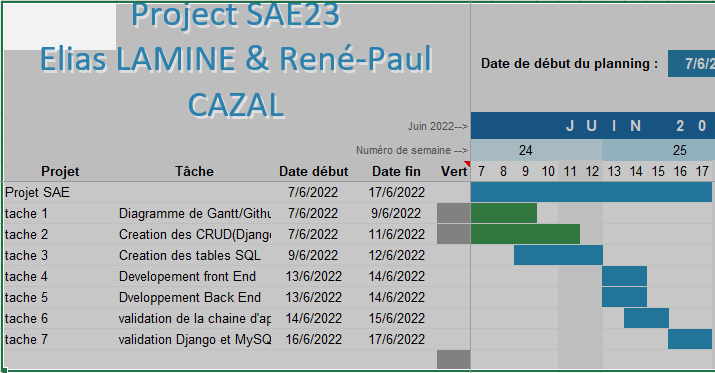 Project SAE23
Elias LAMINE & René-Paul
CAZAL
Date de début du planning : 7/6/2
Juin 2022--> J U I N 2 0
Numéro de semaine --> 24 25
Projet Tâche Date début Date fin Vert 7 8 9 10 11 12 13 14 15 16 17
Projet SAE 7/6/2022 17/6/2022
tache 1 Diagramme de Gantt/Githu 7/6/2022 9/6/2022
tache 2 Creation des CRUD(Django 7/6/2022 11/6/2022
tache 3 Creation des tables SQL 9/6/2022 12/6/2022
tache 4 Developement front End 13/6/2022 14/6/2022
tache 5 Dveloppement Back End 13/6/2022 14/6/2022
tache 6 validation de la chaine d'ap 14/6/2022 15/6/2022
tache 7 validation Django et MySQ 16/6/2022 17/6/2022